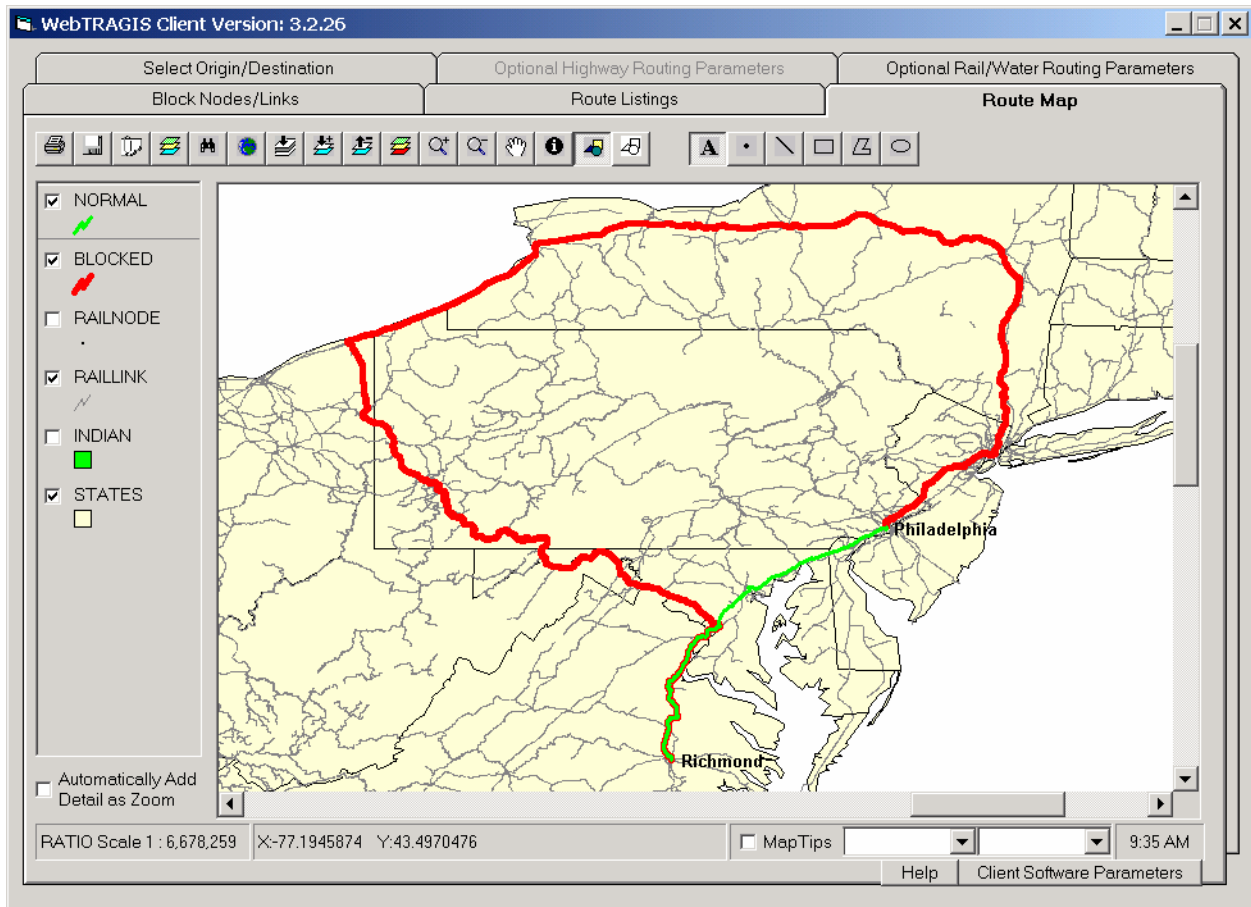 WebTRAGIS Client Version: 3.2.26
Select Origin/Destination
Optional Highway Routing Parameters
Optional Rail/Water Routing Parameters
Block Nodes/Links
Route Listings
Route Map
A
NORMAL
BLOCKED
RAILNODE
RAILLINK
INDIAN
STATES
Philadelphia
Richmond
Automatically Add
Detail as Zoom
RATIO Scale 1 : 6,678,259
X:-77.1945874 Y:43.4970476
MapTips
9:35 AM
Help
Client Software Parameters